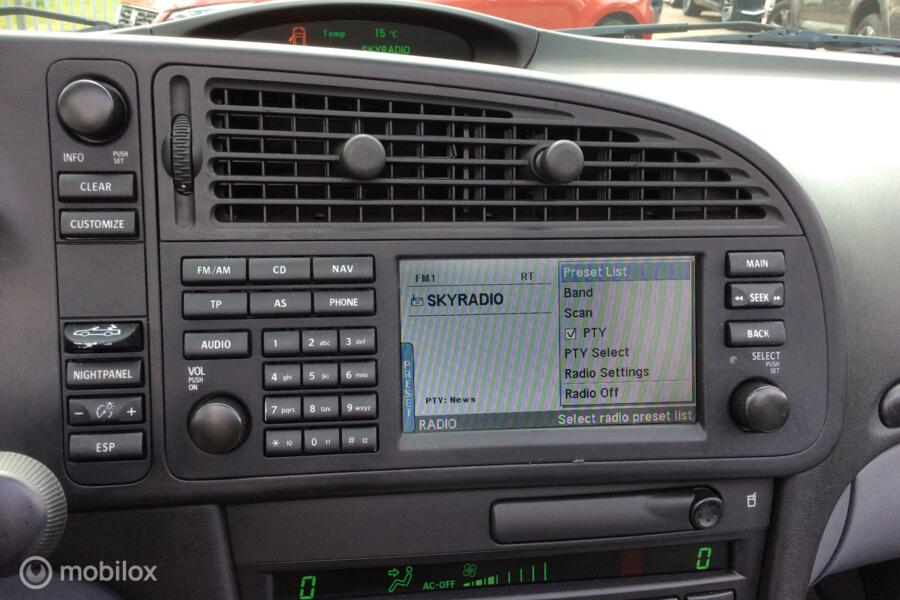 Temp 15 °C
SKYRADIO
INFO PUSH SET
CLEAR
CUSTOMIZE
NIGHTPANEL
- +
ESP
FM/AM CD NAV
TP AS PHONE
AUDIO
VOL
PUSH
ON
1 2 abc 3 def
4 ghi 5 jkl 6 mno
7 pqrs 8 tuv 9 wxyz
* 10 0 11 # 12
FM1 RT
SKYRADIO
PRESET
PTY: News
RADIO
Preset List
Band
Scan
PTY
PTY Select
Radio Settings
Radio Off
Select radio preset list
MAIN
SEEK
BACK
SELECT
PUSH
SET
0 AC-OFF 0
mobilox